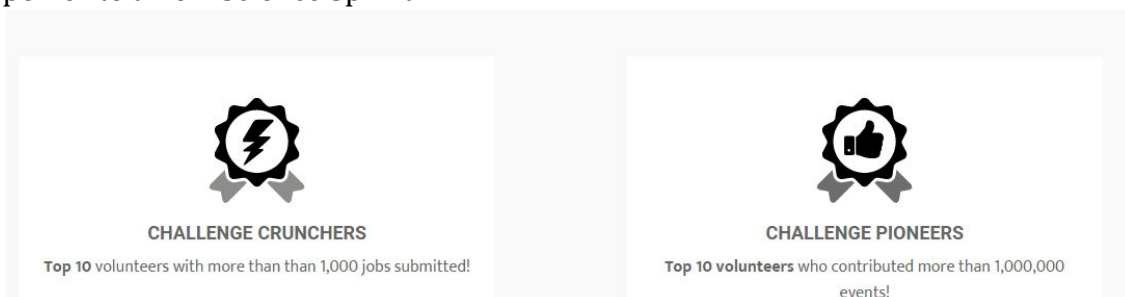 CHALLENGE CRUNCHERS
Top 10 volunteers with more than than 1,000 jobs submitted!
CHALLENGE PIONEERS
Top 10 volunteers who contributed more than 1,000,000
events!